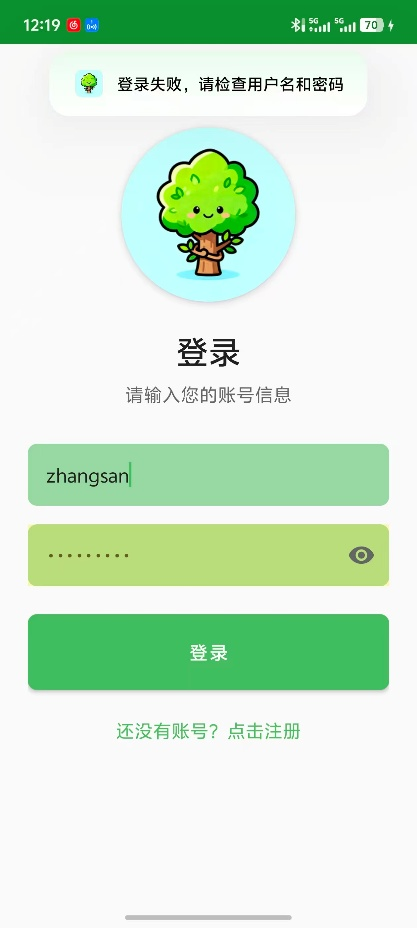 12:19
5G 5G 70
登录失败，请检查用户名和密码
登录
请输入您的账号信息
zhangsan
登录
还没有账号？点击注册